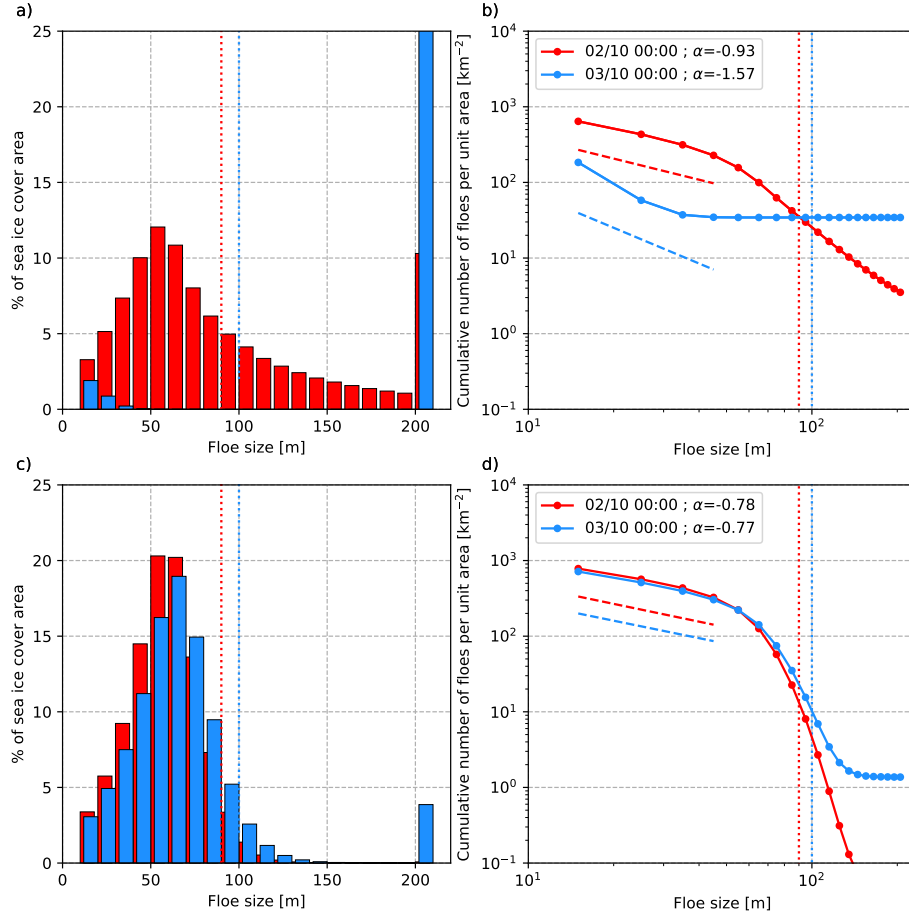 a)
25
20
15
10
5
0
% of sea ice cover area
0
50
100
150
200
Floe size [m]
b)
10⁴
10³
10²
10¹
10⁰
10⁻¹
Cumulative number of floes per unit area [km⁻²]
02/10 00:00 ; α=-0.93
03/10 00:00 ; α=-1.57
10¹
10²
Floe size [m]
c)
25
20
15
10
5
0
% of sea ice cover area
0
50
100
150
200
Floe size [m]
d)
10⁴
10³
10²
10¹
10⁰
10⁻¹
Cumulative number of floes per unit area [km⁻²]
02/10 00:00 ; α=-0.78
03/10 00:00 ; α=-0.77
10¹
10²
Floe size [m]